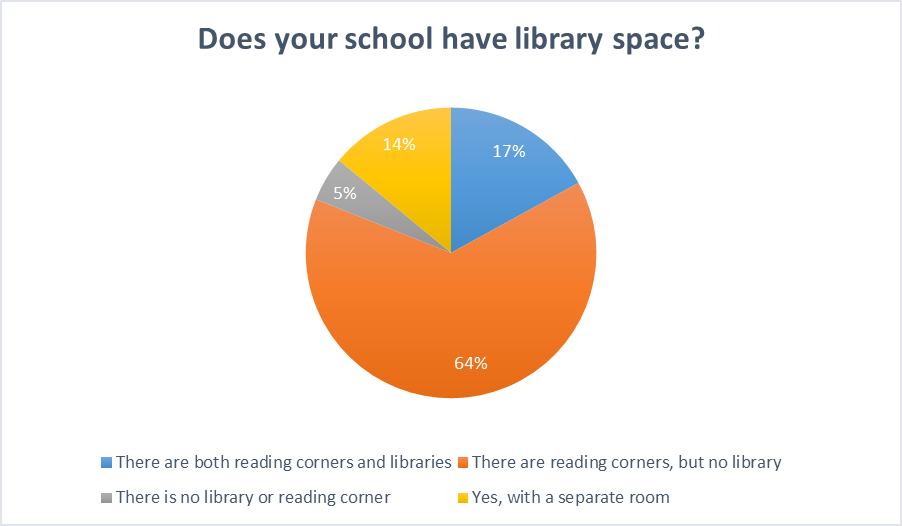 Does your school have library space?
14%
17%
5%
64%
There are both reading corners and libraries
There are reading corners, but no library
There is no library or reading corner
Yes, with a separate room